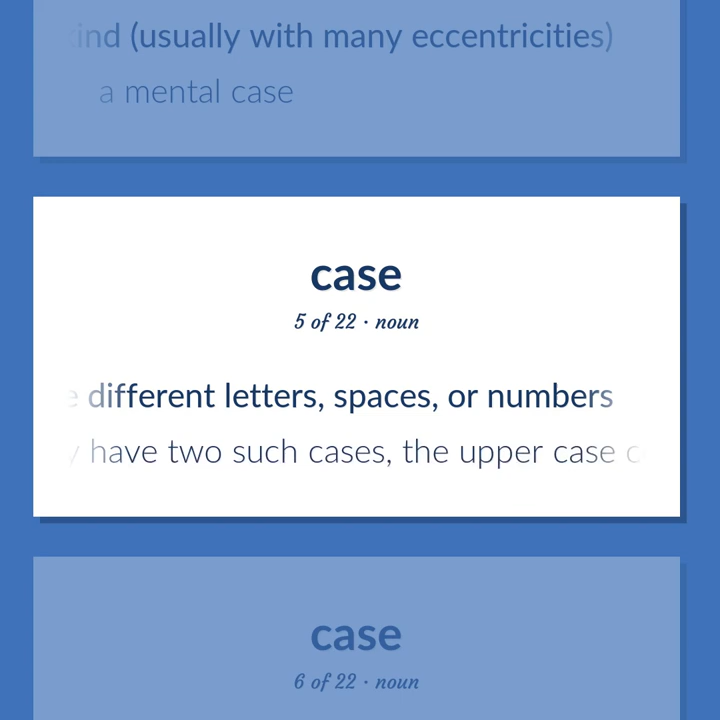 (usually with many eccentricities)
a mental case
case
5 of 22 · noun
different letters, spaces, or numbers
have two such cases, the upper case
case
6 of 22 · noun